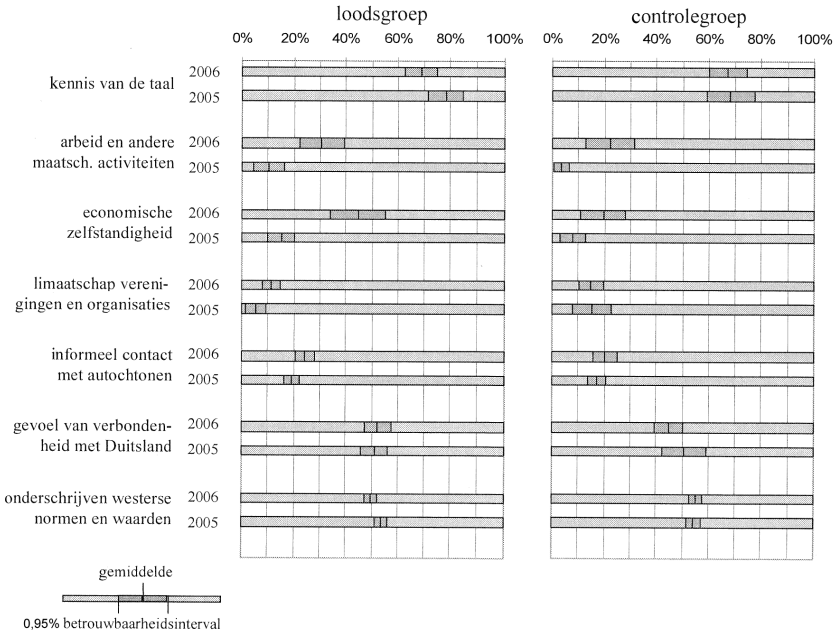 loodsgroep
controlegroep
0% 20% 40% 60% 80% 100%
0% 20% 40% 60% 80% 100%
kennis van de taal
2006
2005
arbeid en andere
maatsch. activiteiten
2006
2005
economische
zelfstandigheid
2006
2005
limaatschap vereni-
gingen en organisaties
2006
2005
informeel contact
met autochtonen
2006
2005
gevoel van verbonden-
heid met Duitsland
2006
2005
onderschrijven westerse
normen en waarden
2006
2005
gemiddelde
0,95% betrouwbaarheidsinterval